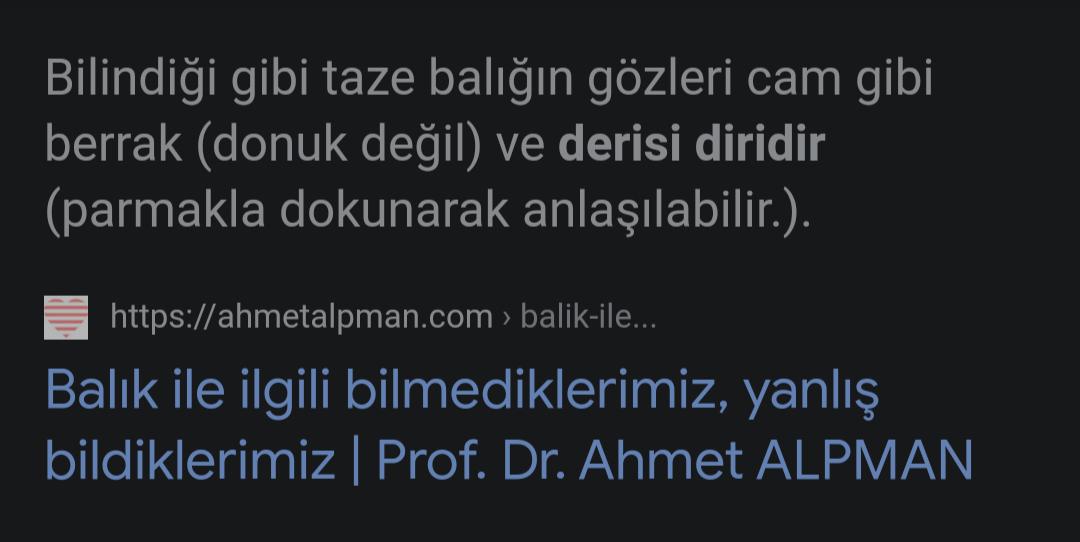 Bilindiği gibi taze balığın gözleri cam gibi
berrak (donuk değil) ve derisi diridir
(parmakla dokunarak anlaşılabilir.).
https://ahmetalpman.com › balik-ile...
Balık ile ilgili bilmediklerimiz, yanlış
bildiklerimiz | Prof. Dr. Ahmet ALPMAN